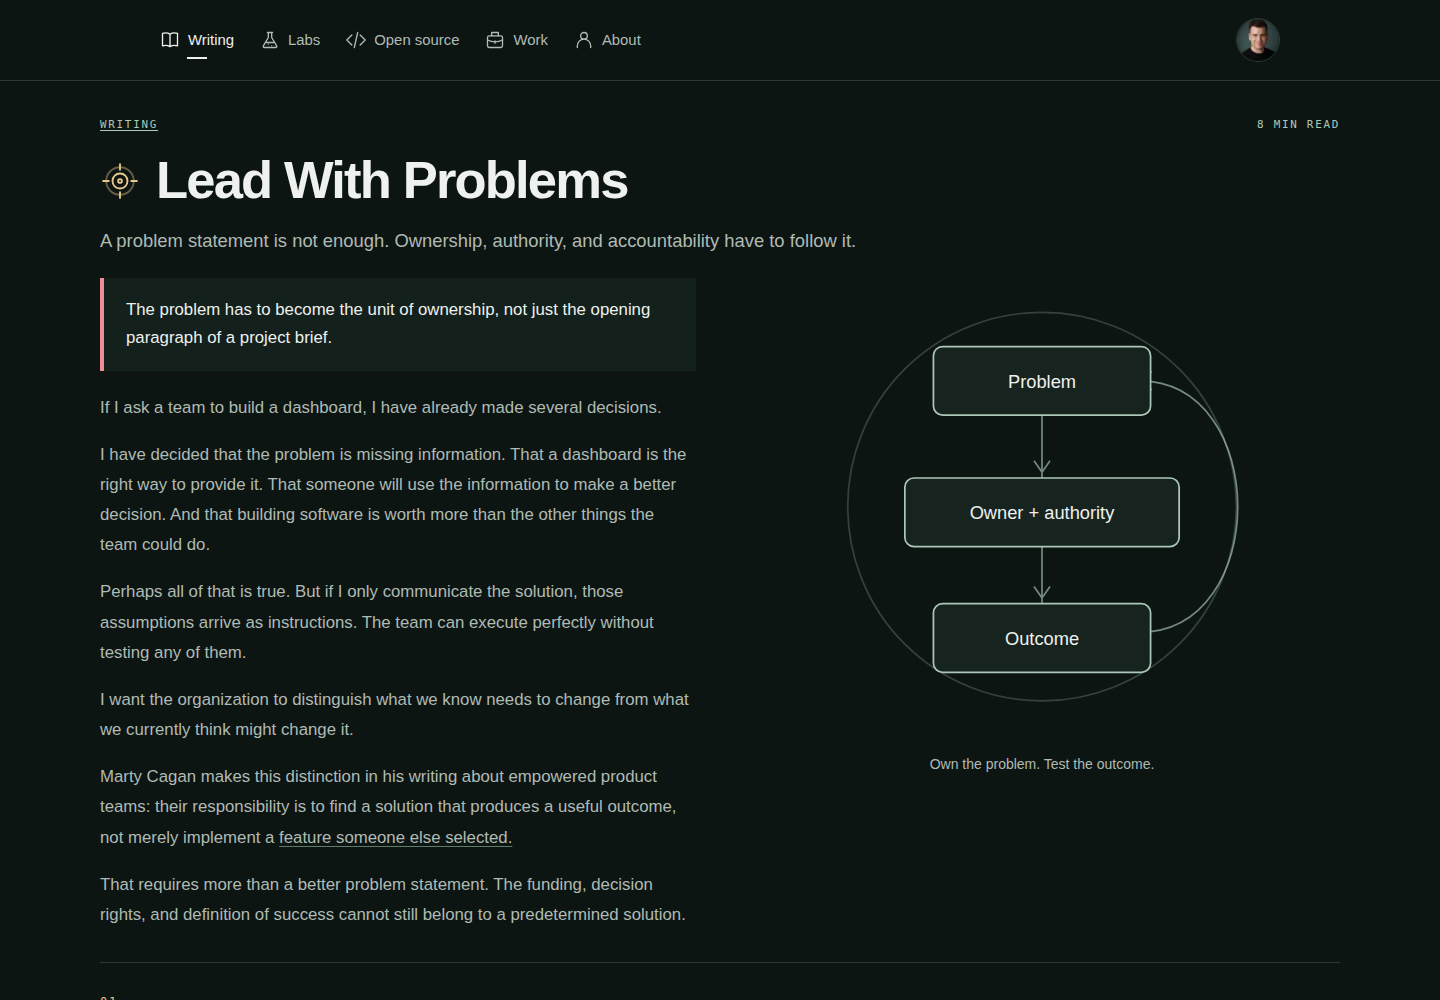 Writing
Labs
Open source
Work
About
WRITING
8 MIN READ
Lead With Problems
A problem statement is not enough. Ownership, authority, and accountability have to follow it.
The problem has to become the unit of ownership, not just the opening
paragraph of a project brief.
If I ask a team to build a dashboard, I have already made several decisions.
I have decided that the problem is missing information. That a dashboard is the
right way to provide it. That someone will use the information to make a better
decision. And that building software is worth more than the other things the
team could do.
Perhaps all of that is true. But if I only communicate the solution, those
assumptions arrive as instructions. The team can execute perfectly without
testing any of them.
I want the organization to distinguish what we know needs to change from what
we currently think might change it.
Marty Cagan makes this distinction in his writing about empowered product
teams: their responsibility is to find a solution that produces a useful outcome,
not merely implement a feature someone else selected.
That requires more than a better problem statement. The funding, decision
rights, and definition of success cannot still belong to a predetermined solution.
Problem
Owner + authority
Outcome
Own the problem. Test the outcome.